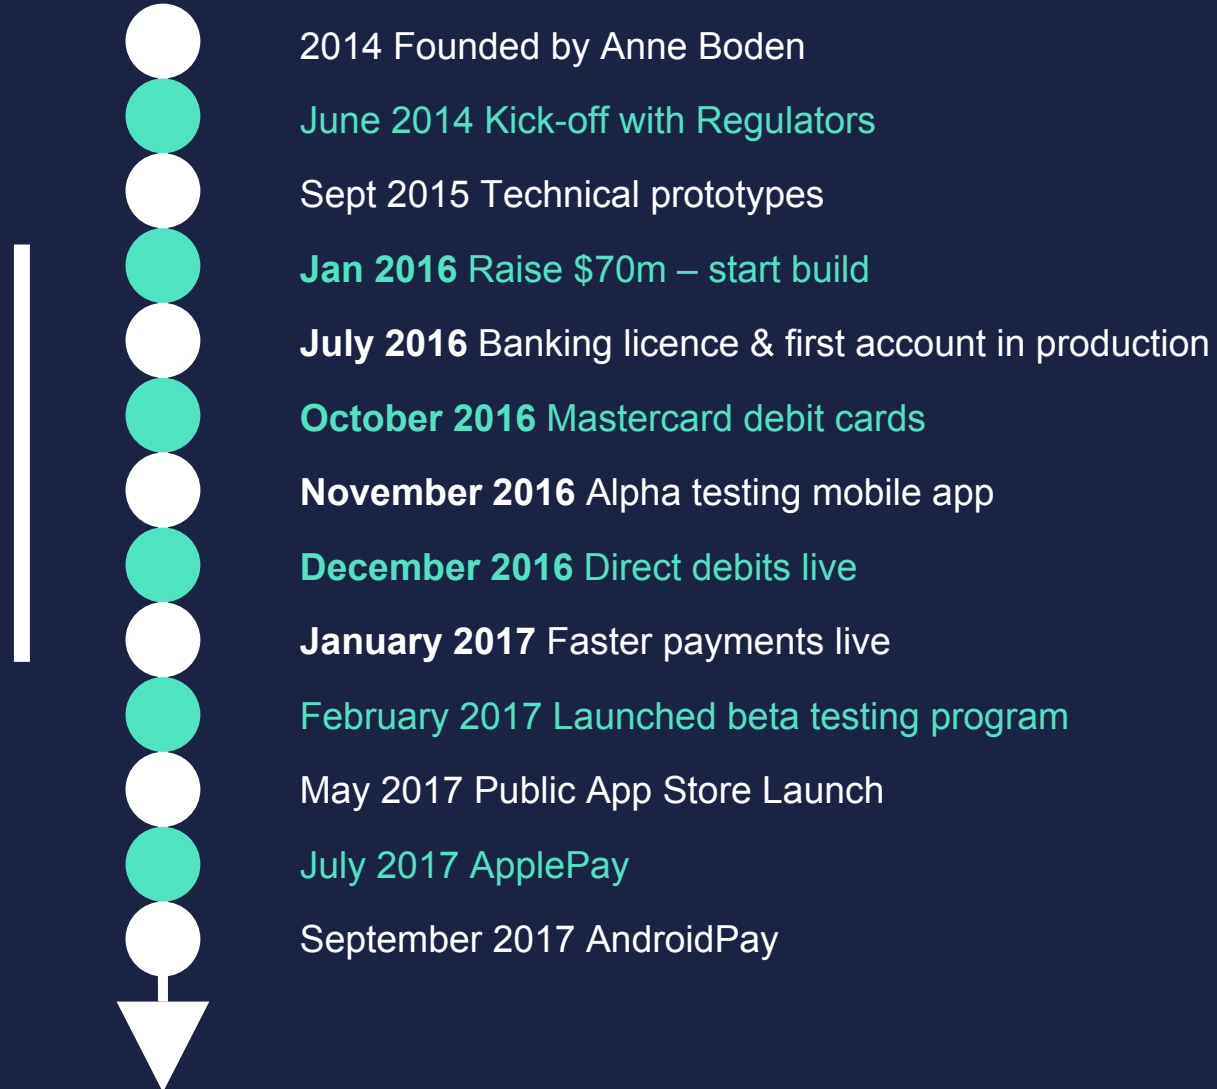 2014 Founded by Anne Boden
June 2014 Kick-off with Regulators
Sept 2015 Technical prototypes
Jan 2016 Raise $70m – start build
July 2016 Banking licence & first account in production
October 2016 Mastercard debit cards
November 2016 Alpha testing mobile app
December 2016 Direct debits live
January 2017 Faster payments live
February 2017 Launched beta testing program
May 2017 Public App Store Launch
July 2017 ApplePay
September 2017 AndroidPay